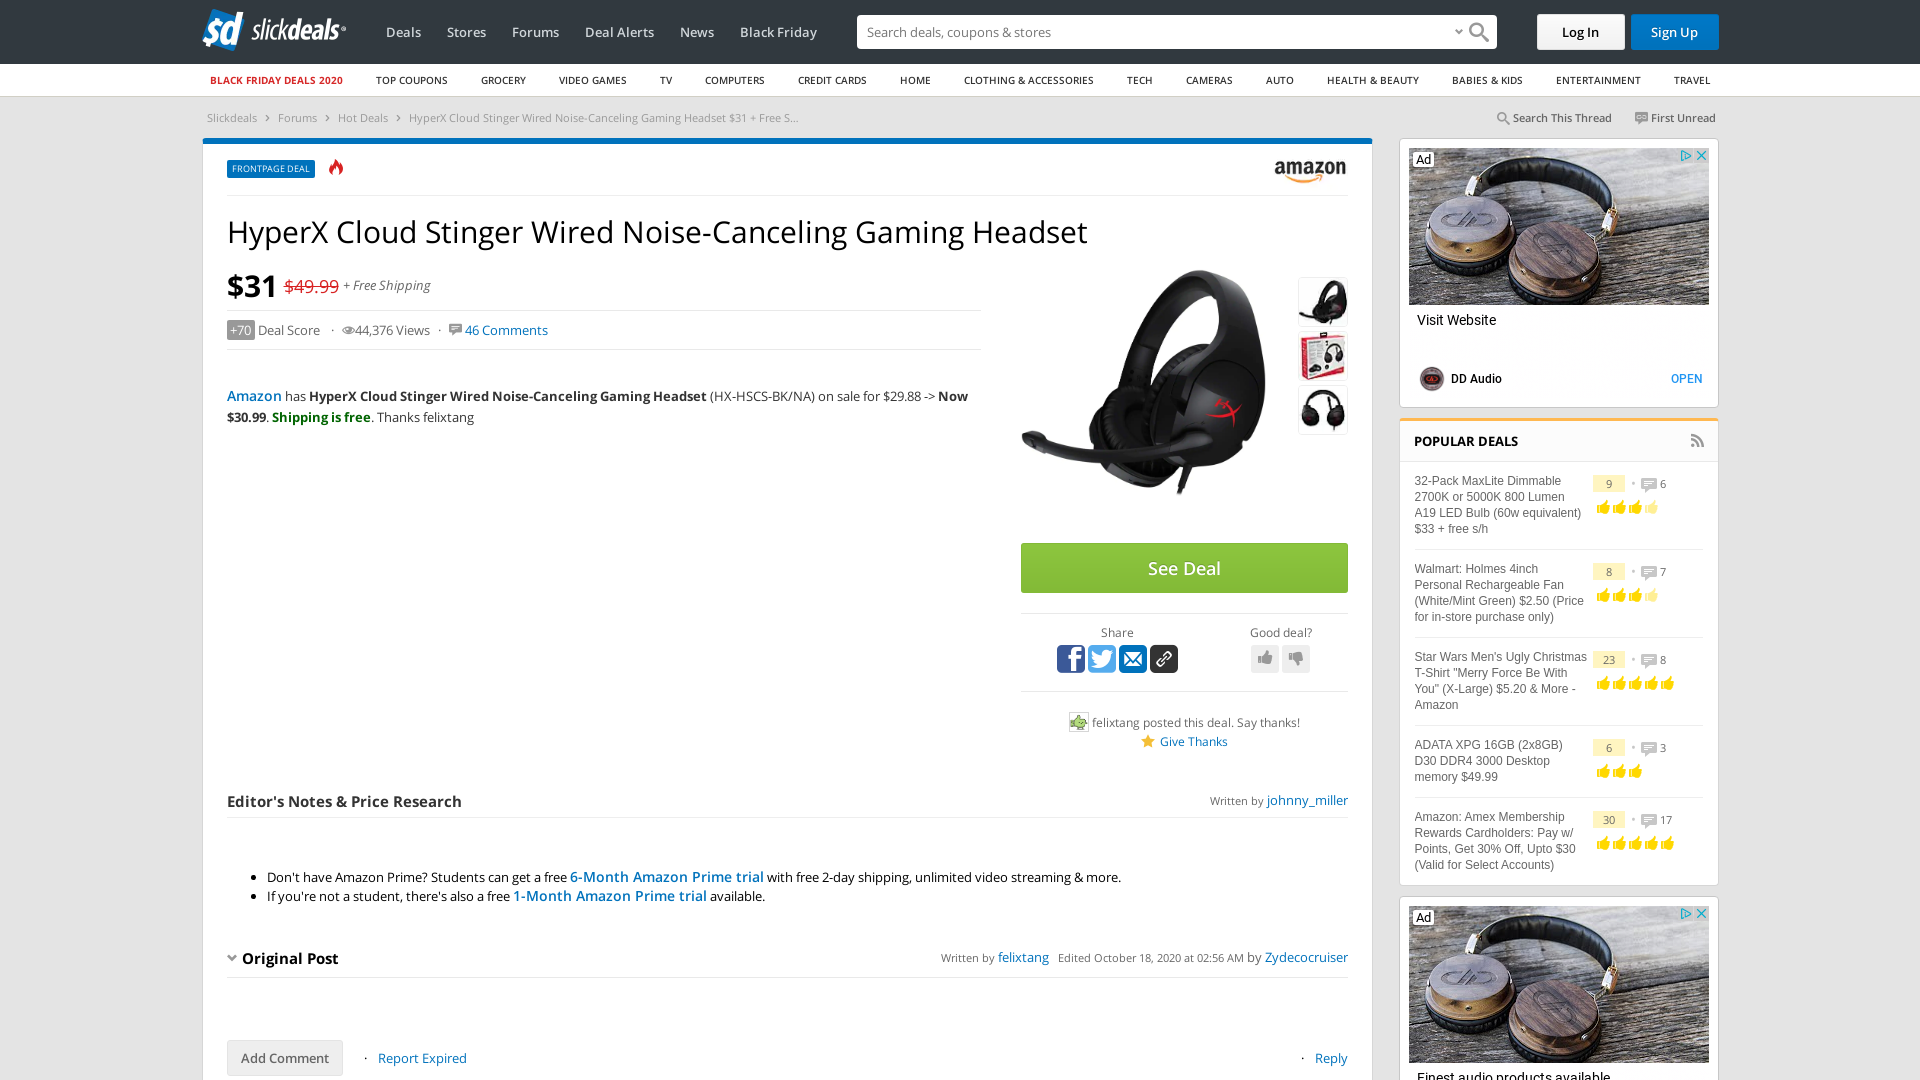 sd slickdeals
Deals
Stores
Forums
Deal Alerts
News
Black Friday
Search deals, coupons & stores
Log In
Sign Up
BLACK FRIDAY DEALS 2020
TOP COUPONS
GROCERY
VIDEO GAMES
TV
COMPUTERS
CREDIT CARDS
HOME
CLOTHING & ACCESSORIES
TECH
CAMERAS
AUTO
HEALTH & BEAUTY
BABIES & KIDS
ENTERTAINMENT
TRAVEL
Slickdeals > Forums > Hot Deals > HyperX Cloud Stinger Wired Noise-Canceling Gaming Headset $31 + Free S...
Search This Thread
First Unread
FRONTPAGE DEAL
amazon
HyperX Cloud Stinger Wired Noise-Canceling Gaming Headset
$31 $49.99 + Free Shipping
+70 Deal Score · 44,376 Views · 46 Comments
Amazon has HyperX Cloud Stinger Wired Noise-Canceling Gaming Headset (HX-HSCS-BK/NA) on sale for $29.88 -> Now
$30.99. Shipping is free. Thanks felixtang
See Deal
Share
Good deal?
felixtang posted this deal. Say thanks!
Give Thanks
Editor's Notes & Price Research
Written by johnny_miller
• Don't have Amazon Prime? Students can get a free 6-Month Amazon Prime trial with free 2-day shipping, unlimited video streaming & more.
• If you're not a student, there's also a free 1-Month Amazon Prime trial available.
Original Post
Written by felixtang Edited October 18, 2020 at 02:56 AM by Zydecocruiser
Add Comment
· Report Expired
· Reply
Ad
Visit Website
DD Audio
OPEN
POPULAR DEALS
32-Pack MaxLite Dimmable
2700K or 5000K 800 Lumen
A19 LED Bulb (60w equivalent)
$33 + free s/h
9 • 6
Walmart: Holmes 4inch
Personal Rechargeable Fan
(White/Mint Green) $2.50 (Price
for in-store purchase only)
8 • 7
Star Wars Men's Ugly Christmas
T-Shirt "Merry Force Be With
You" (X-Large) $5.20 & More -
Amazon
23 • 8
ADATA XPG 16GB (2x8GB)
D30 DDR4 3000 Desktop
memory $49.99
6 • 3
Amazon: Amex Membership
Rewards Cardholders: Pay w/
Points, Get 30% Off, Upto $30
(Valid for Select Accounts)
30 • 17
Ad
Finest audio products available